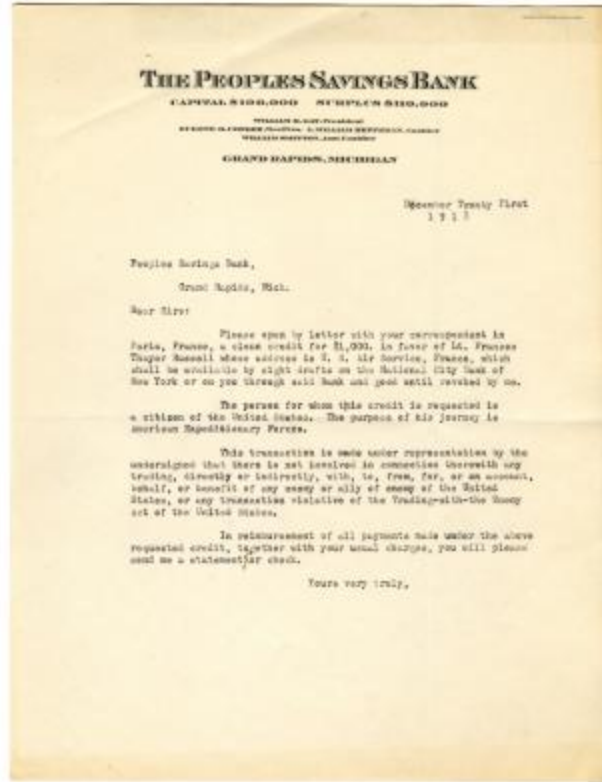 THE PEOPLES SAVINGS BANK
CAPITAL $100,000 SURPLUS $110,000
GRAND RAPIDS, MICHIGAN
December Twenty First
191
Peoples Savings Bank,
Grand Rapids, Mich.
Dear Sirs:
Please open by letter with your correspondent in
Paris, France, a clean credit for $1,000. in favor of Lt. Frances
Thayer Russell whose address is U. S. Air Service, France, which
shall be available by sight drafts on the National City Bank of
New York or on you through said Bank and good until revoked by me.
The person for whom this credit is requested is
a citizen of the United States. The purpose of his journey is
American Expeditionary Forces.
This transaction is made under representation by the
undersigned that there is not involved in connection therewith any
trading, directly or indirectly, with, to, from, for, or on account,
behalf, or benefit of any enemy or ally of enemy of the United
States, or any transaction violative of the Trading-with-the Enemy
act of the United States.
In reimbursement of all payments made under the above
requested credit, together with your usual charges, you will please
send me a statement or check.
Yours very truly,